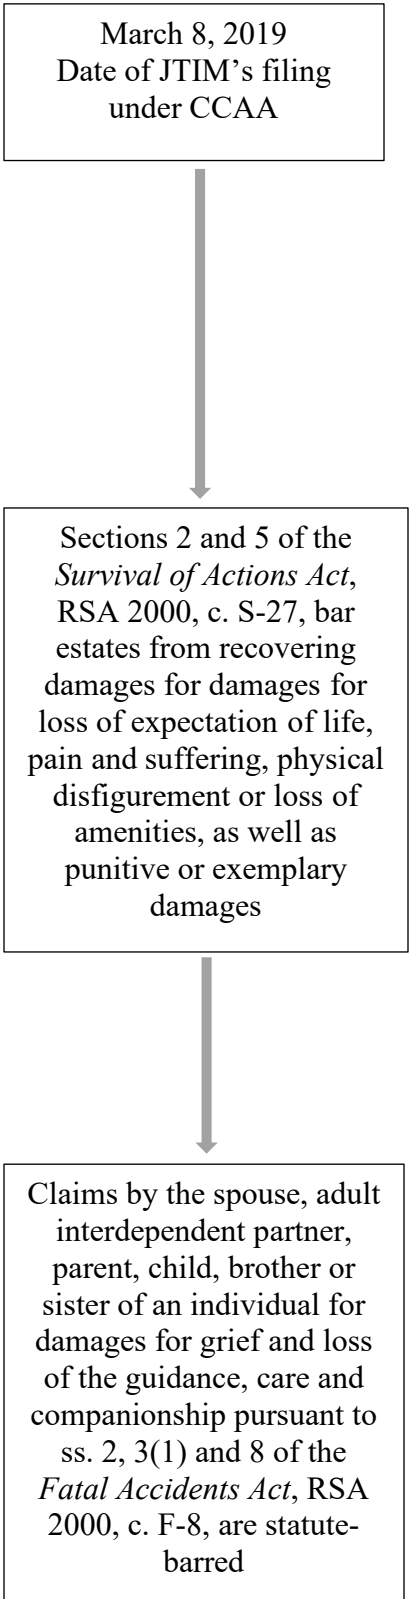 March 8, 2019
Date of JTIM’s filing
under CCAA
Sections 2 and 5 of the
Survival of Actions Act,
RSA 2000, c. S-27, bar
estates from recovering
damages for damages for
loss of expectation of life,
pain and suffering, physical
disfigurement or loss of
amenities, as well as
punitive or exemplary
damages
Claims by the spouse, adult
interdependent partner,
parent, child, brother or
sister of an individual for
damages for grief and loss
of the guidance, care and
companionship pursuant to
ss. 2, 3(1) and 8 of the
Fatal Accidents Act, RSA
2000, c. F-8, are statute-
barred